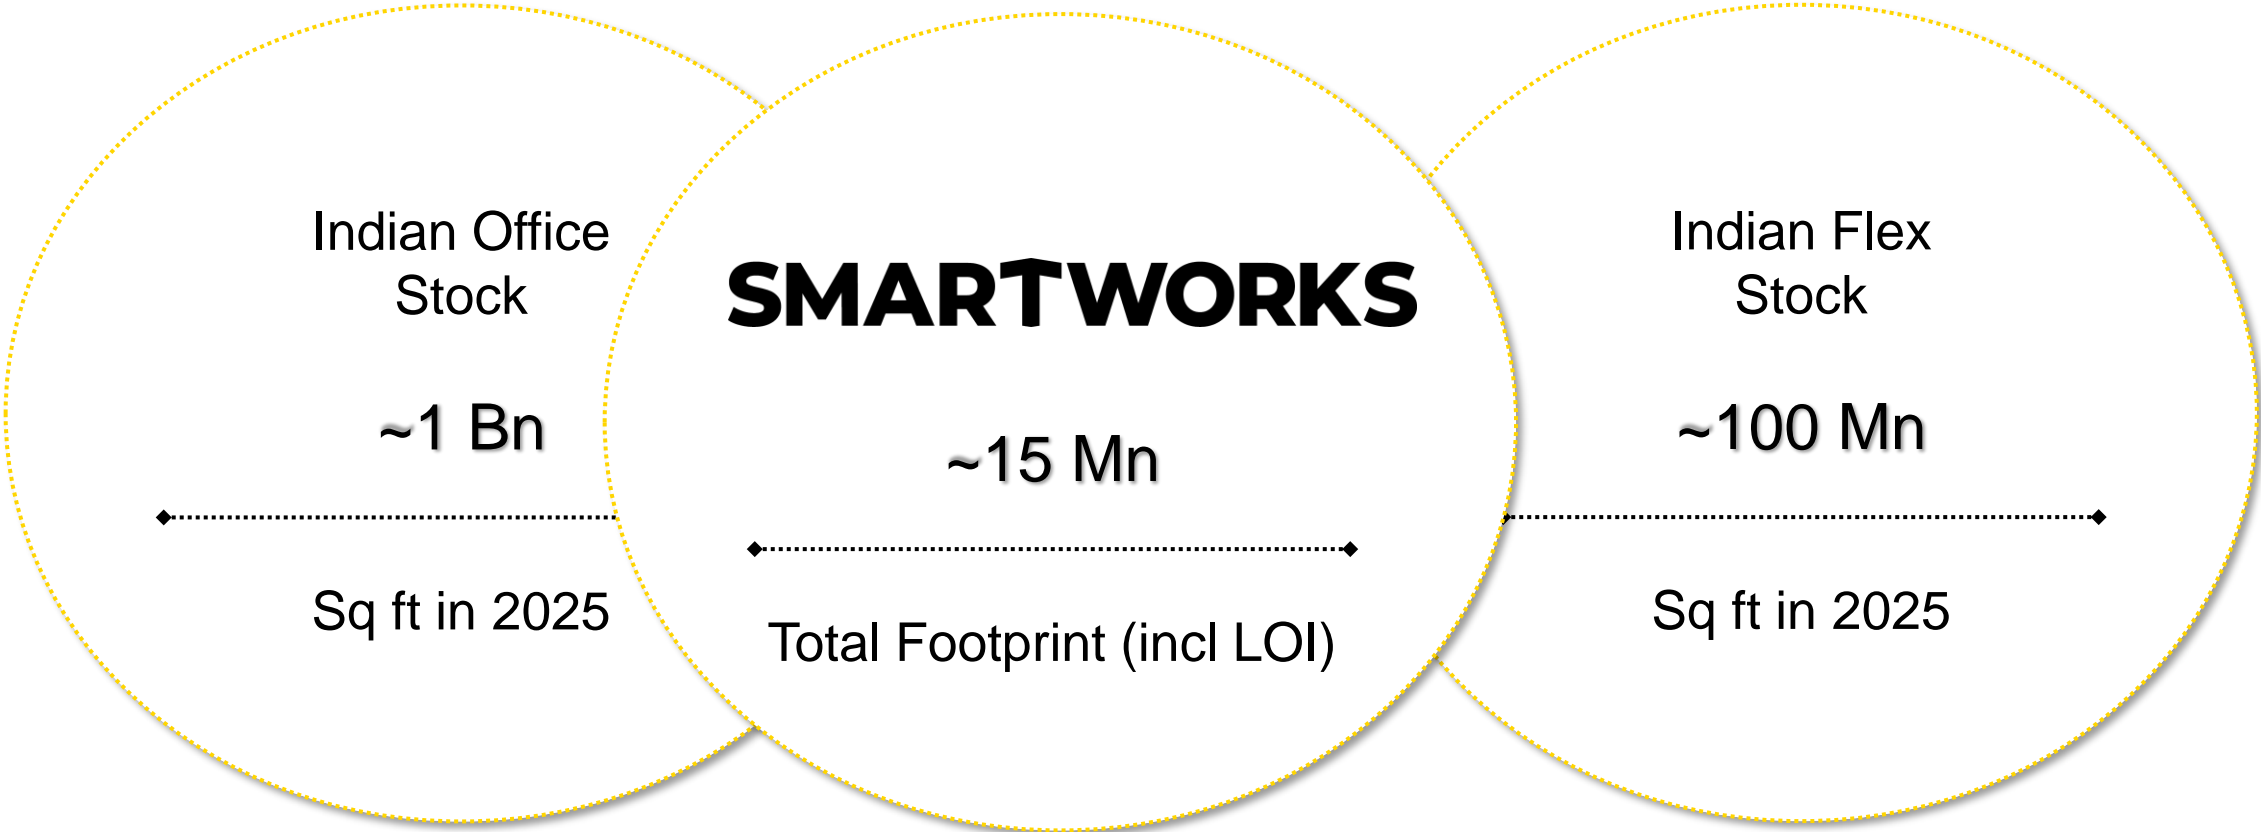 Indian Office
Stock
~1 Bn
Sq ft in 2025
SMARTWORKS
~15 Mn
Total Footprint (incl LOI)
Indian Flex
Stock
~100 Mn
Sq ft in 2025